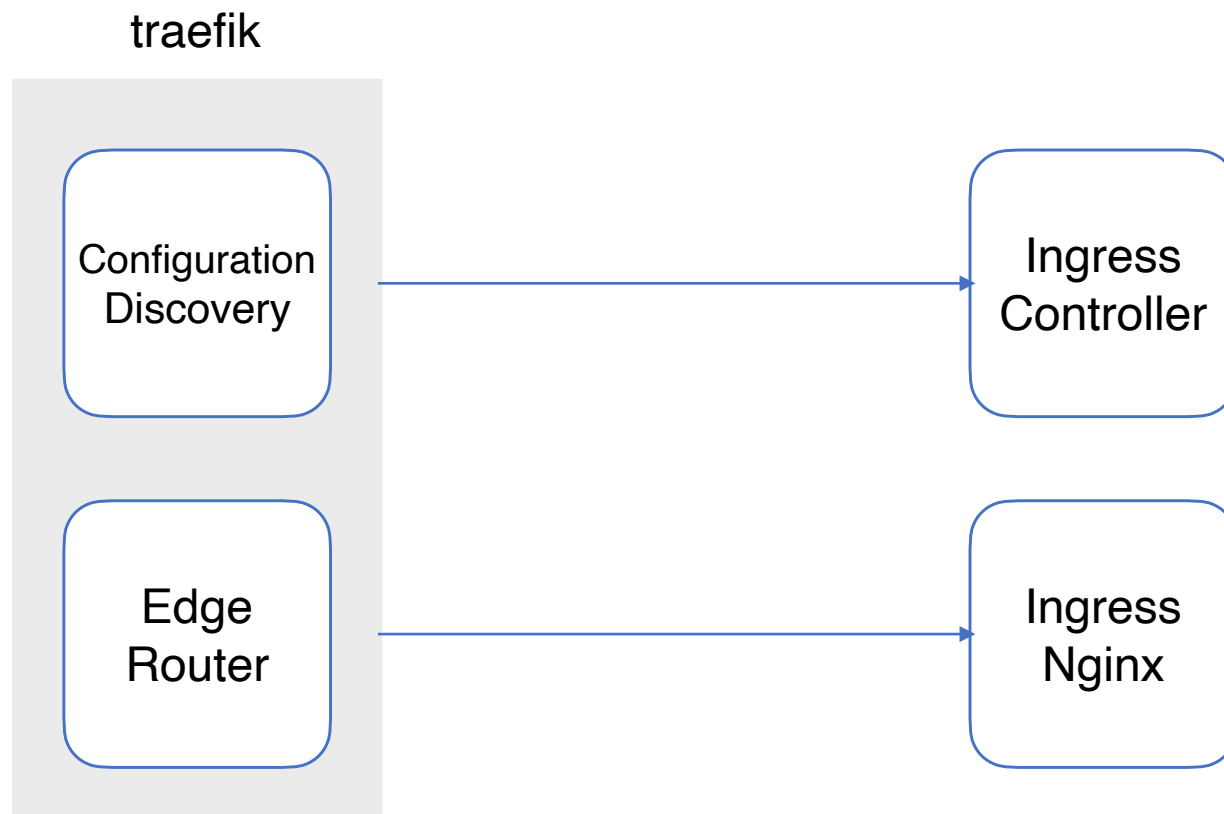 traefik
Configuration
Discovery
Ingress
Controller
Edge
Router
Ingress
Nginx